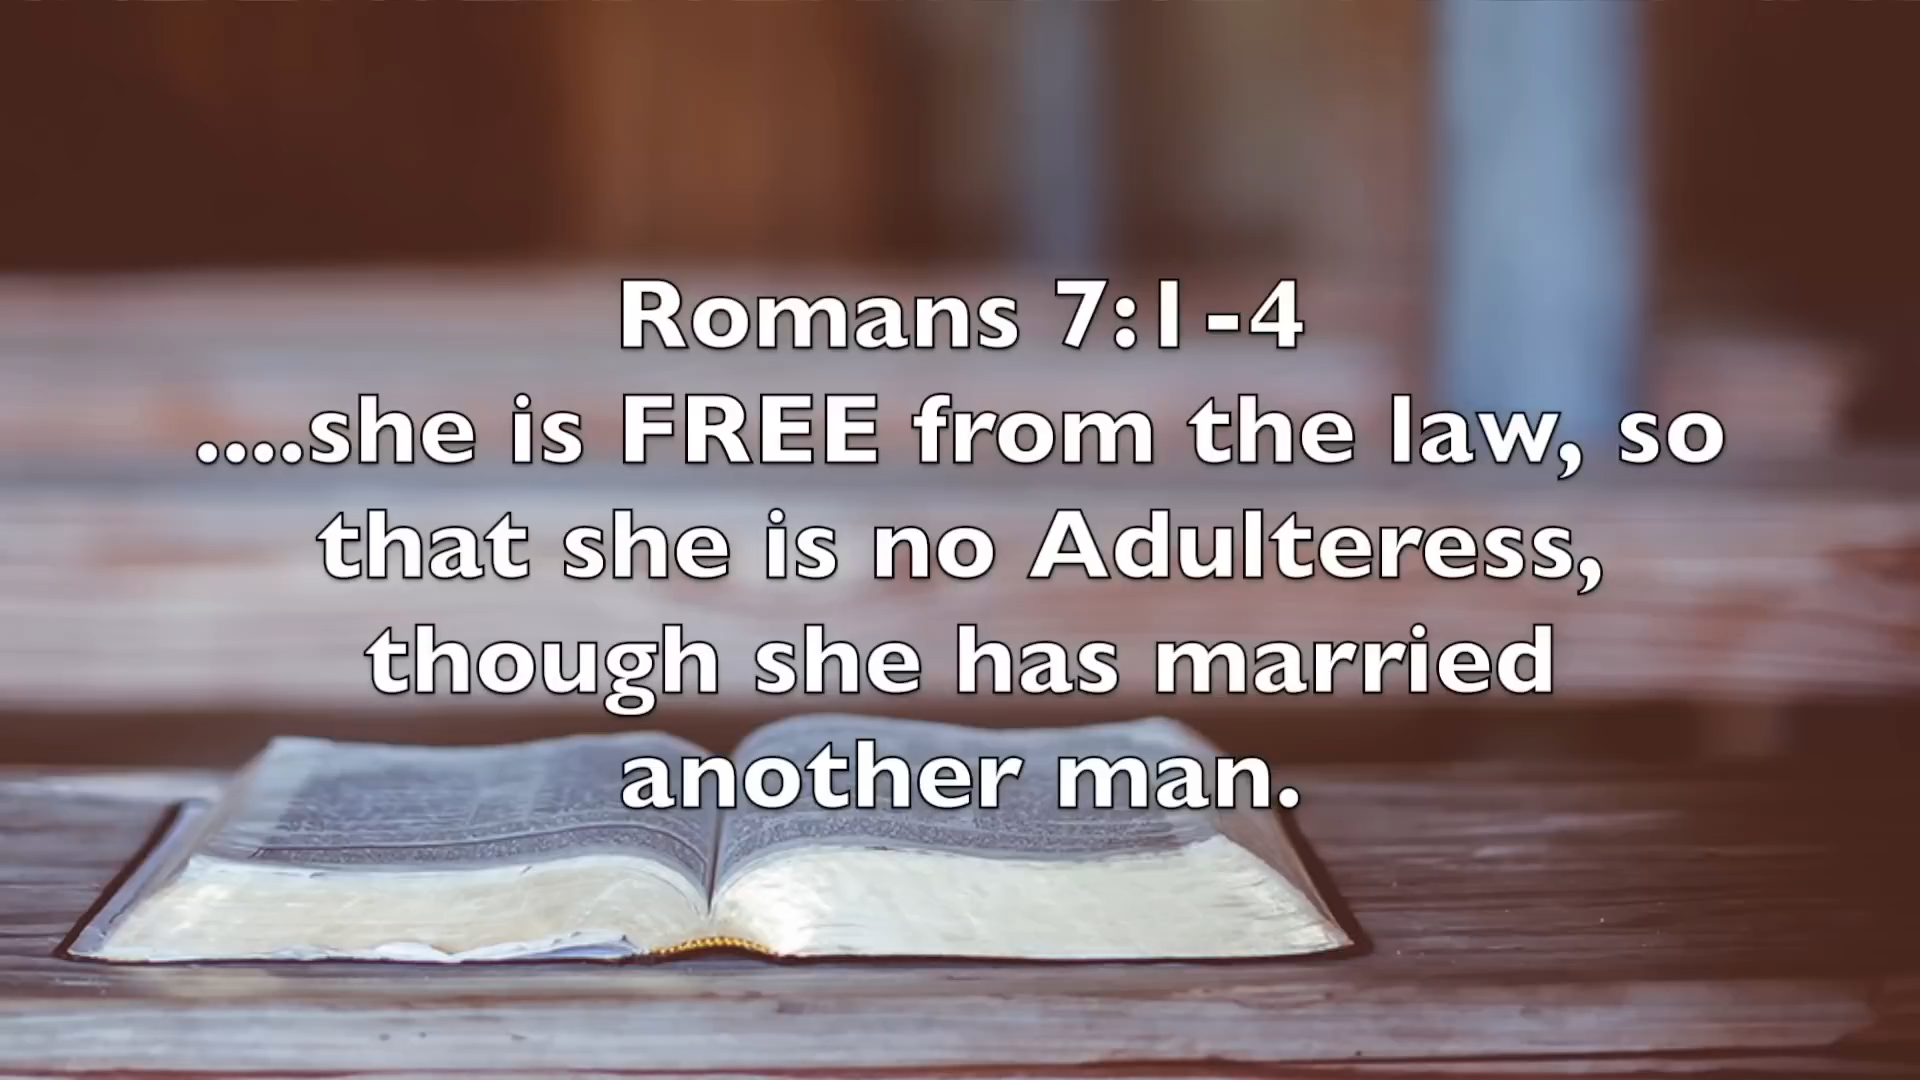 Romans 7:1-4
....she is FREE from the law, so
that she is no Adulteress,
though she has married
another man.